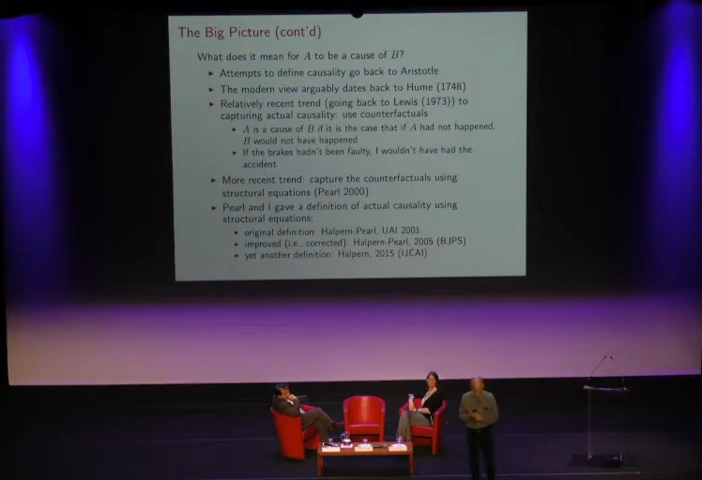 The Big Picture (cont'd)
What does it mean for A to be a cause of B?
▸ Attempts to define causality go back to Aristotle
▸ The modern view arguably dates back to Hume (1748)
▸ Relatively recent trend (going back to Lewis (1973)) to
capturing actual causality: use counterfactuals
▸ A is a cause of B if it is the case that if A had not happened,
B would not have happened
▸ If the brakes hadn't been faulty, I wouldn't have had the
accident
▸ More recent trend: capture the counterfactuals using
structural equations (Pearl 2000)
▸ Pearl and I gave a definition of actual causality using
structural equations:
▸ original definition: Halpern-Pearl, UAI 2001
▸ improved (i.e., corrected): Halpern-Pearl, 2005 (BJPS)
▸ yet another definition: Halpern, 2015 (IJCAI)